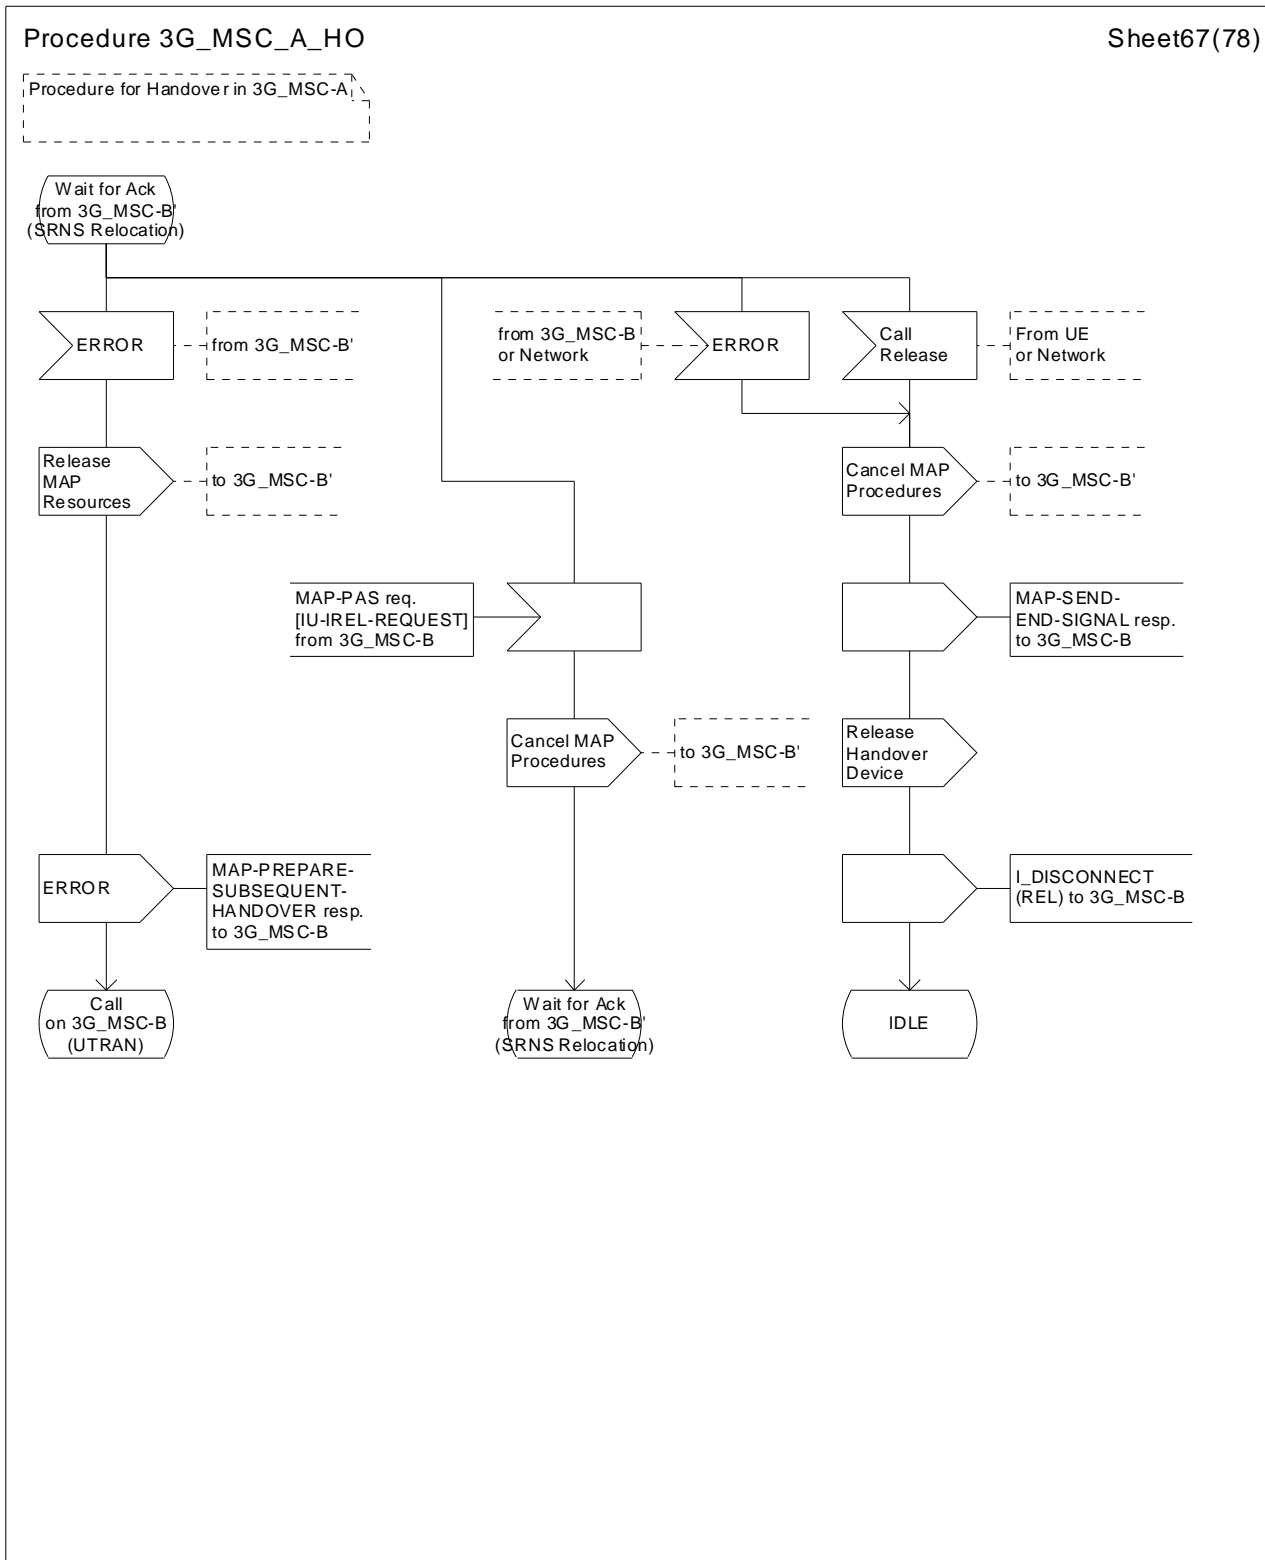 Procedure 3G_MSC_A_HO
Sheet67(78)
Procedure for Handover in 3G_MSC-A
Wait for Ack
from 3G_MSC-B'
(SRNS Relocation)
ERROR
from 3G_MSC-B'
from 3G_MSC-B
or Network
ERROR
Call
Release
From UE
or Network
Release
MAP
Resources
to 3G_MSC-B'
Cancel MAP
Procedures
to 3G_MSC-B'
MAP-PAS req.
[IU-IREL-REQUEST]
from 3G_MSC-B
MAP-SEND-
END-SIGNAL resp.
to 3G_MSC-B
Cancel MAP
Procedures
to 3G_MSC-B'
Release
Handover
Device
ERROR
MAP-PREPARE-
SUBSEQUENT-
HANDOVER resp.
to 3G_MSC-B
I_DISCONNECT
(REL) to 3G_MSC-B
Call
on 3G_MSC-B
(UTRAN)
Wait for Ack
from 3G_MSC-B'
(SRNS Relocation)
IDLE